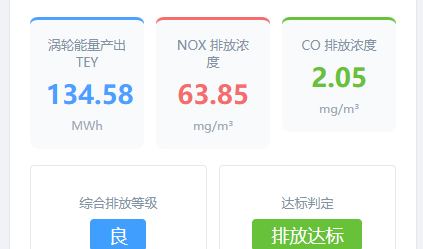 涡轮能量产出
TEY
134.58
MWh
NOX 排放浓
度
63.85
mg/m³
CO 排放浓度
2.05
mg/m³
综合排放等级
良
达标判定
排放达标